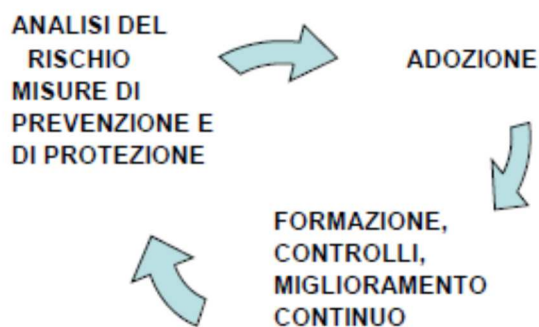 ANALISI DEL
RISCHIO
MISURE DI
PREVENZIONE E
DI PROTEZIONE
ADOZIONE
FORMAZIONE,
CONTROLLI,
MIGLIORAMENTO
CONTINUO